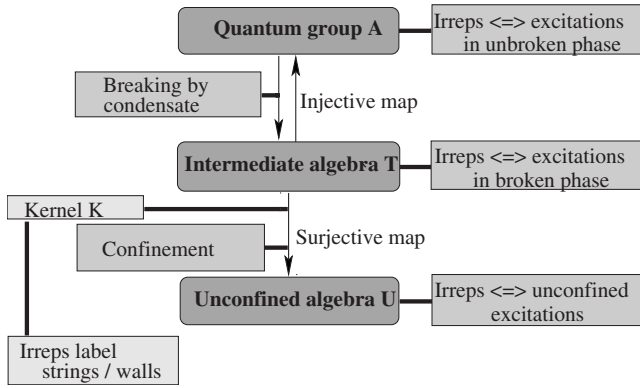 Quantum group A
Irreps <=> excitations
in unbroken phase
Breaking by
condensate
Injective map
Intermediate algebra T
Irreps <=> excitations
in broken phase
Kernel K
Surjective map
Confinement
Unconfined algebra U
Irreps <=> unconfined
excitations
Irreps label
strings / walls